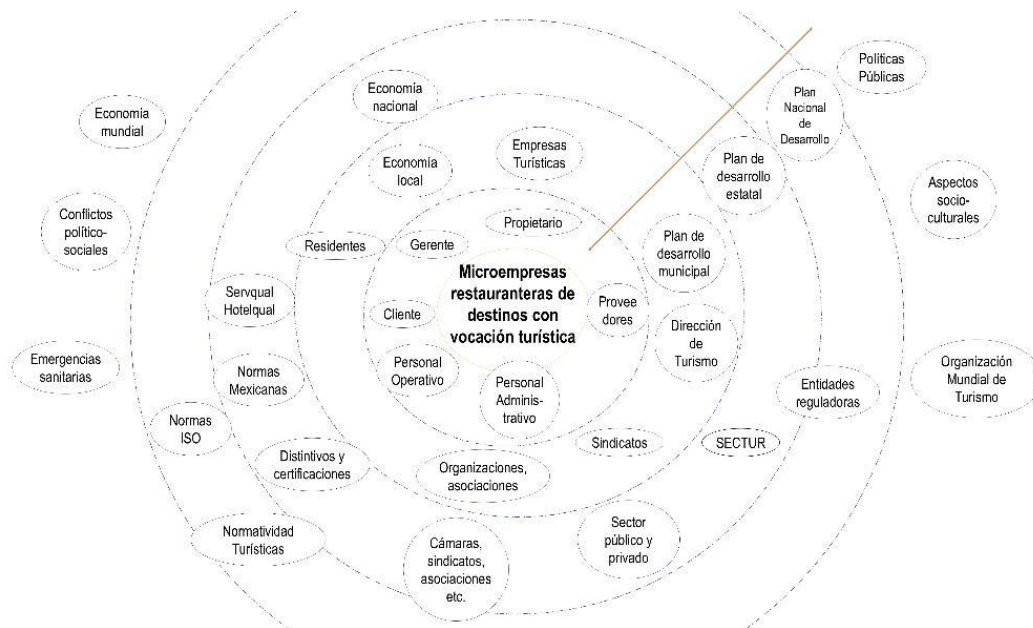 Políticas
Públicas
Plan
Nacional
de
Desarrollo
Economía
nacional
Economía
mundial
Empresas
Turísticas
Plan de
desarrollo
estatal
Economía
local
Aspectos
socio-
culturales
Conflictos
político-
sociales
Propietario
Residentes
Gerente
Plan de
desarrollo
municipal
Microempresas
restauranteras de
destinos con
vocación turística
Servqual
Hotelqual
Cliente
Provee
dores
Dirección
de
Turismo
Emergencias
sanitarias
Normas
Mexicanas
Personal
Operativo
Personal
Adminis-
trativo
Entidades
reguladoras
Organización
Mundial de
Turismo
Normas
ISO
Sindicatos
SECTUR
Distintivos y
certificaciones
Organizaciones,
asociaciones
Normatividad
Turísticas
Sector
público y
privado
Cámaras,
sindicatos,
asociaciones
etc.